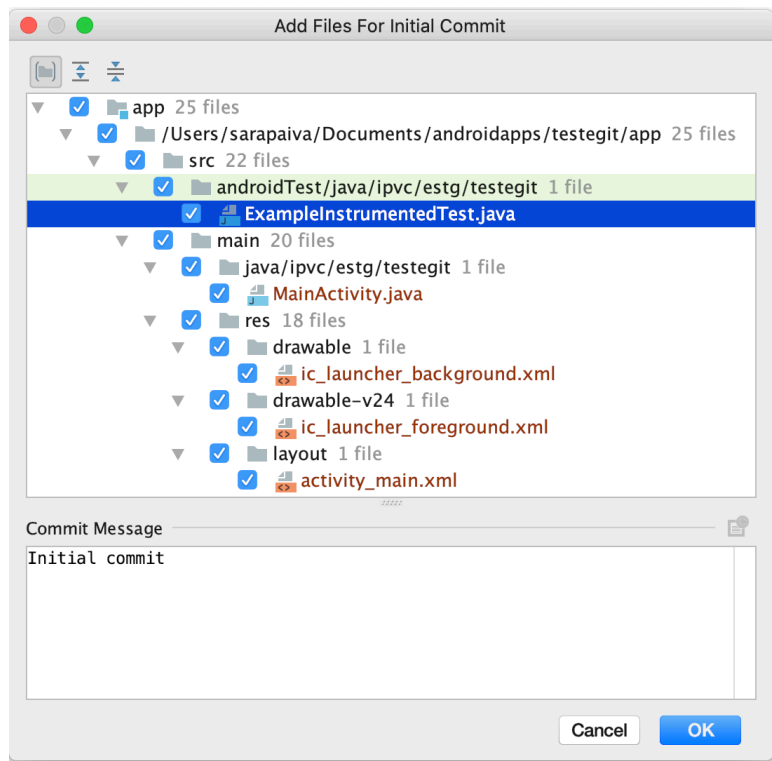 Add Files For Initial Commit
app 25 files
/Users/sarapaiva/Documents/androidapps/testegit/app 25 files
src 22 files
androidTest/java/ipvc/estg/testegit 1 file
ExampleInstrumentedTest.java
main 20 files
java/ipvc/estg/testegit 1 file
MainActivity.java
res 18 files
drawable 1 file
ic_launcher_background.xml
drawable-v24 1 file
ic_launcher_foreground.xml
layout 1 file
activity_main.xml
Commit Message
Initial commit
Cancel OK